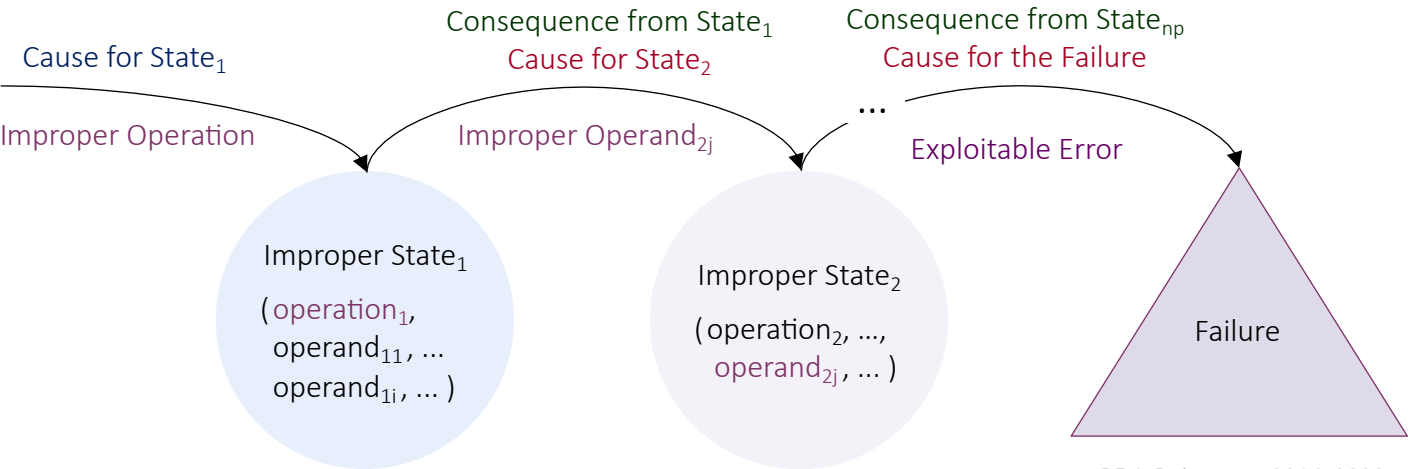 Consequence from State₁
Consequence from Stateₙₚ
Cause for State₁
Cause for State₂
Cause for the Failure
...
Improper Operation
Improper Operand₂ⱼ
Exploitable Error
Improper State₁
(operation₁,
operand₁₁, ...
operand₁ᵢ, ... )
Improper State₂
(operation₂, ...,
operand₂ⱼ, ... )
Failure